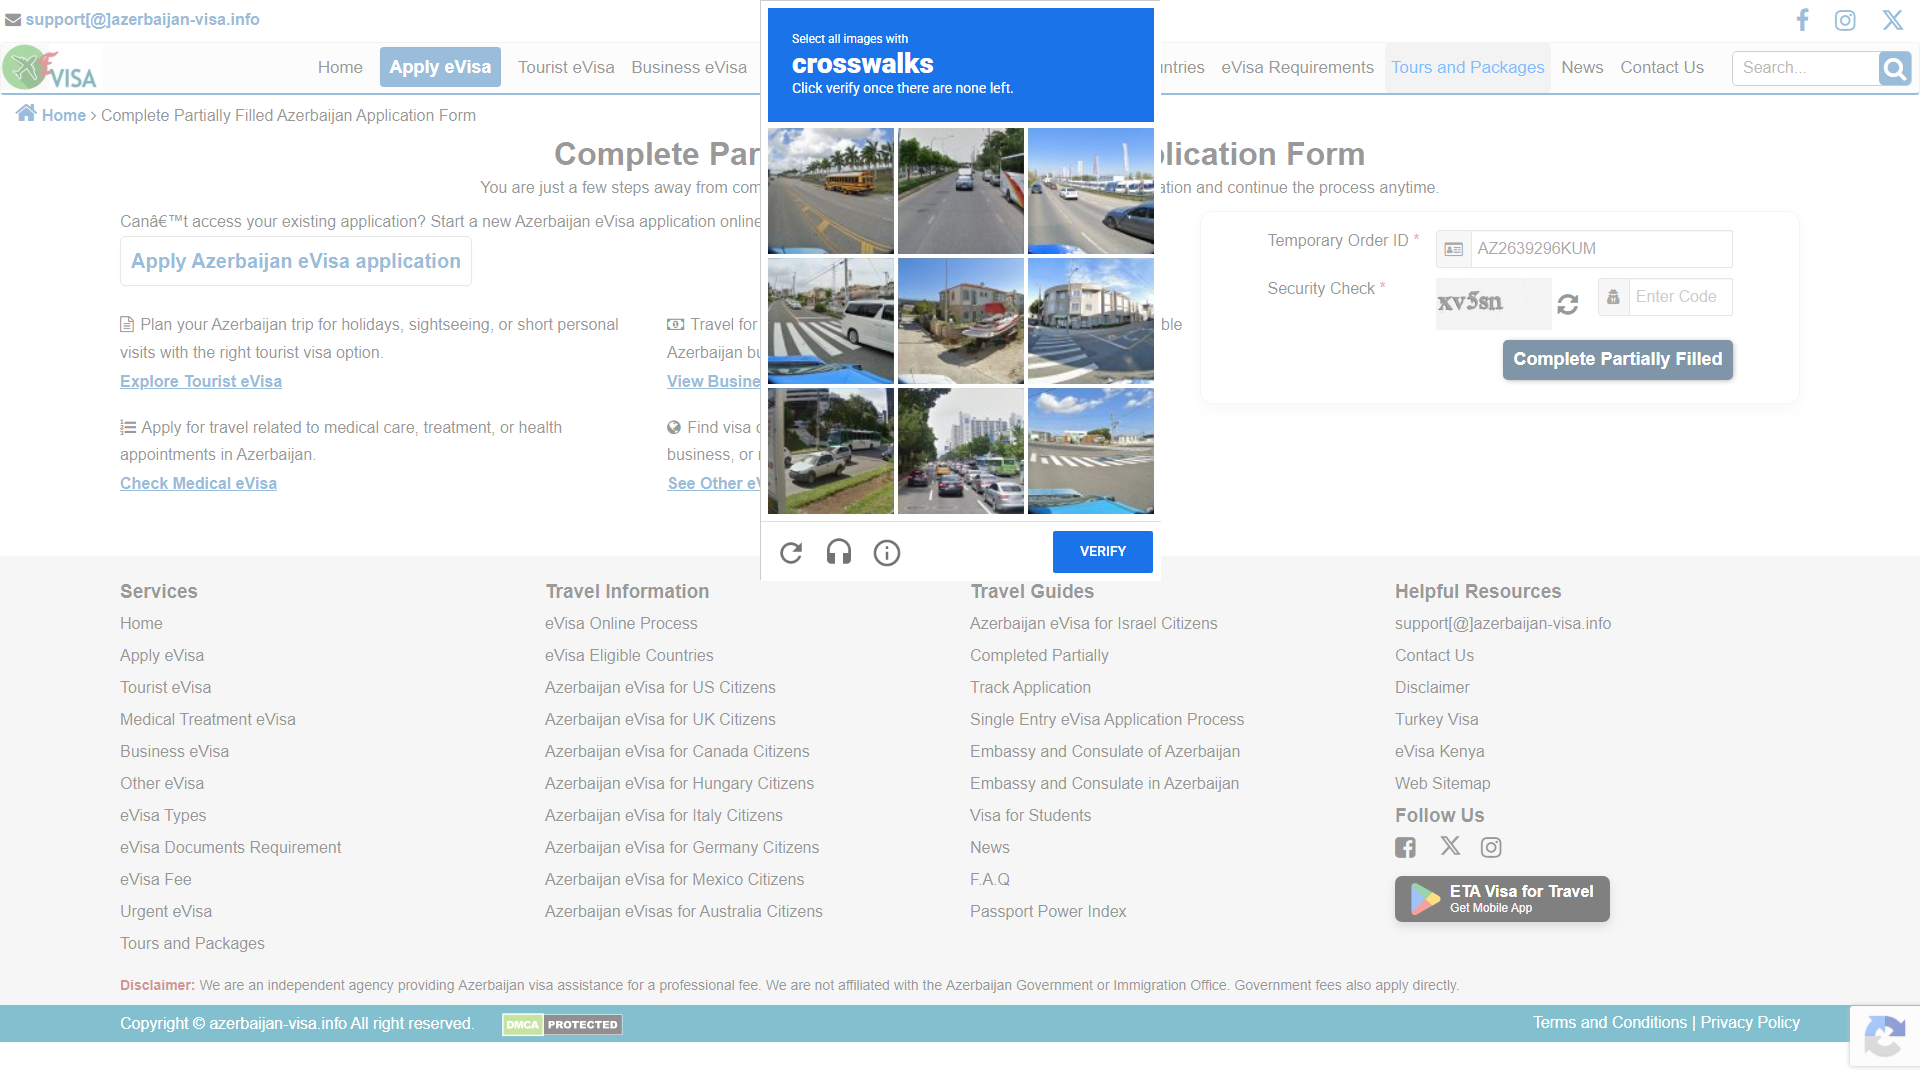 support[@]azerbaijan-visa.info
eVISA
Home
Apply eVisa
Tourist eVisa
Business eVisa
eVisa Requirements
Tours and Packages
News
Contact Us
Search...
Home › Complete Partially Filled Azerbaijan Application Form
Select all images with
crosswalks
Click verify once there are none left.
VERIFY
Complete
Form
You are just a few steps away from
and continue the process anytime.
Canâ€™t access your existing application? Start a new Azerbaijan eVisa application online
Apply Azerbaijan eVisa application
Plan your Azerbaijan trip for holidays, sightseeing, or short personal
visits with the right tourist visa option.
Explore Tourist eVisa
Travel for
Azerbaijan
View
Apply for travel related to medical care, treatment, or health
appointments in Azerbaijan.
Check Medical eVisa
Find visa
business, or
See Other
Temporary Order ID *
AZ2639296KUM
Security Check *
xv5sn
Enter Code
Complete Partially Filled
Services
Home
Apply eVisa
Tourist eVisa
Medical Treatment eVisa
Business eVisa
Other eVisa
eVisa Types
eVisa Documents Requirement
eVisa Fee
Urgent eVisa
Tours and Packages
Travel Information
eVisa Online Process
eVisa Eligible Countries
Azerbaijan eVisa for US Citizens
Azerbaijan eVisa for UK Citizens
Azerbaijan eVisa for Canada Citizens
Azerbaijan eVisa for Hungary Citizens
Azerbaijan eVisa for Italy Citizens
Azerbaijan eVisa for Germany Citizens
Azerbaijan eVisa for Mexico Citizens
Azerbaijan eVisas for Australia Citizens
Travel Guides
Azerbaijan eVisa for Israel Citizens
Completed Partially
Track Application
Single Entry eVisa Application Process
Embassy and Consulate of Azerbaijan
Embassy and Consulate in Azerbaijan
Visa for Students
News
F.A.Q
Passport Power Index
Helpful Resources
support[@]azerbaijan-visa.info
Contact Us
Disclaimer
Turkey Visa
eVisa Kenya
Web Sitemap
Follow Us
ETA Visa for Travel
Get Mobile App
Disclaimer: We are an independent agency providing Azerbaijan visa assistance for a professional fee. We are not affiliated with the Azerbaijan Government or Immigration Office. Government fees also apply directly.
Copyright © azerbaijan-visa.info All right reserved.
DMCA PROTECTED
Terms and Conditions | Privacy Policy